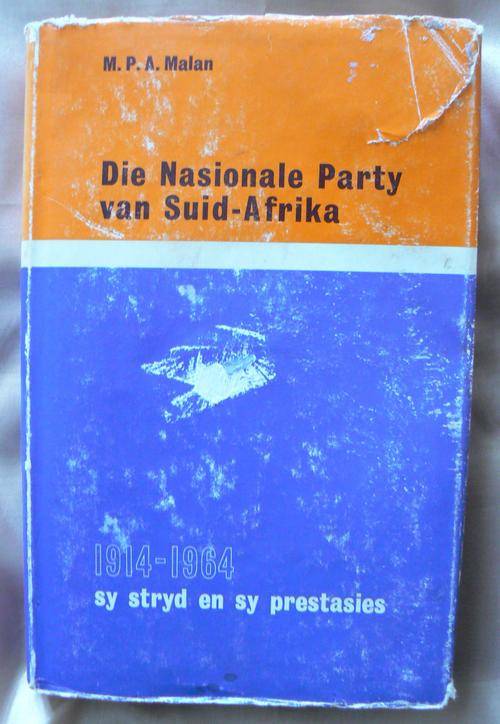 M. P. A. Malan
Die Nasionale Party
van Suid-Afrika
1914-1964
sy stryd en sy prestasies